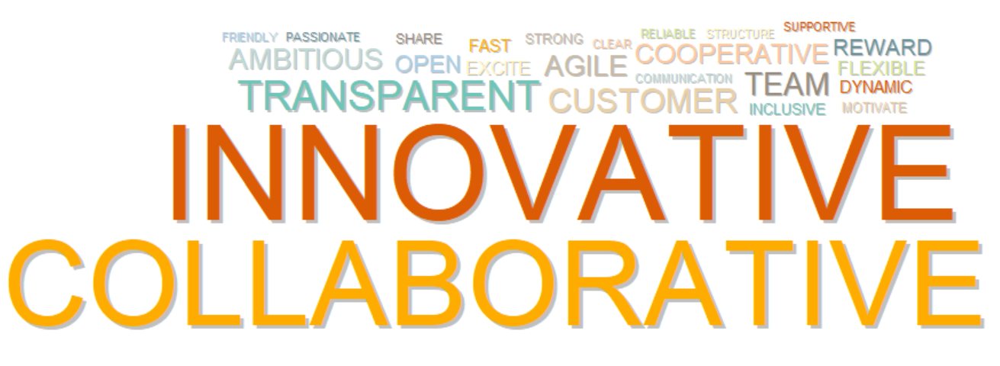 FRIENDLY PASSIONATE SHARE FAST STRONG CLEAR RELIABLE STRUCTURE SUPPORTIVE
AMBITIOUS OPEN EXCITE AGILE COOPERATIVE REWARD
FLEXIBLE
TRANSPARENT CUSTOMER COMMUNICATION TEAM DYNAMIC
INCLUSIVE MOTIVATE
INNOVATIVE
COLLABORATIVE